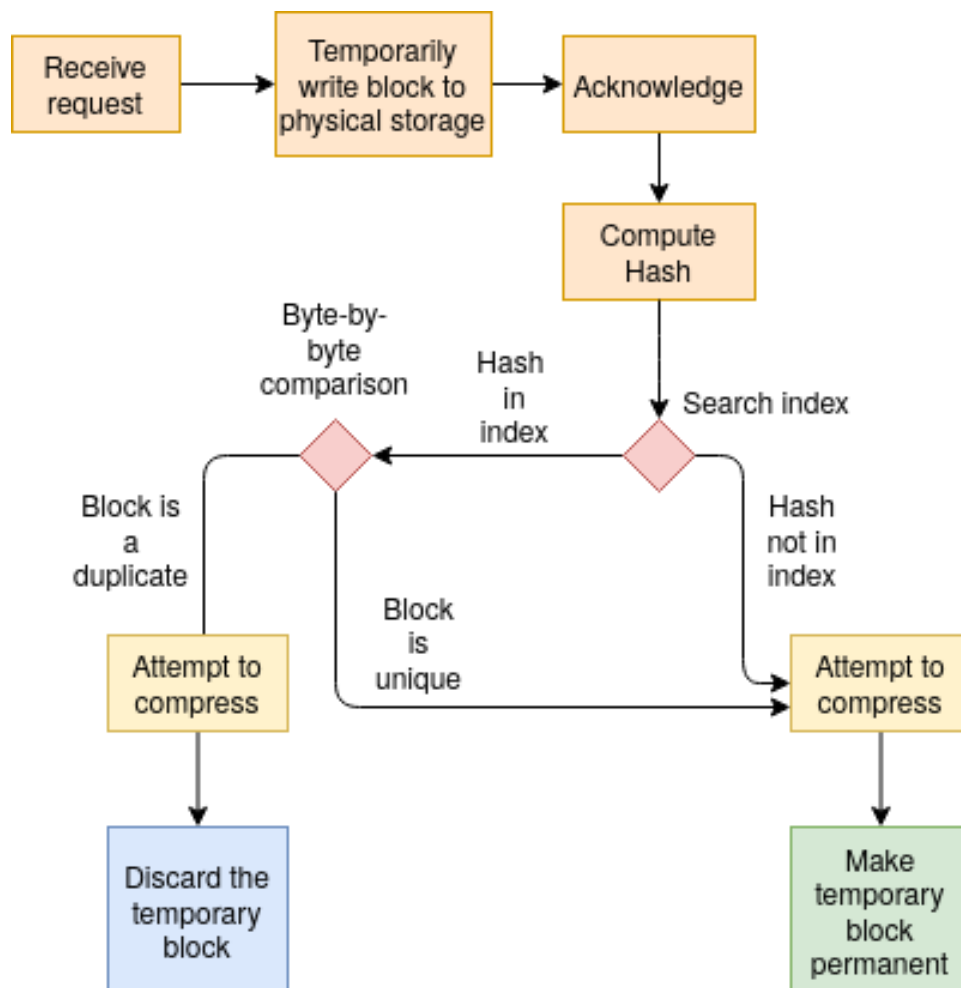 Receive
request
Temporarily
write block to
physical storage
Acknowledge
Compute
Hash
Search index
Hash
in
index
Byte-by-
byte
comparison
Block is
a
duplicate
Block
is
unique
Hash
not in
index
Attempt to
compress
Attempt to
compress
Discard the
temporary
block
Make
temporary
block
permanent